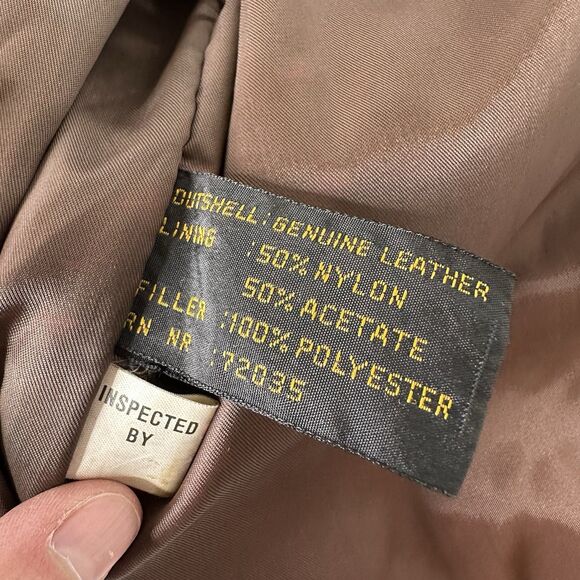 OUTSHELL : GENUINE LEATHER
LINING : 50% NYLON
50% ACETATE
FILLER : 100% POLYESTER
RN NR : 72035
INSPECTED
BY